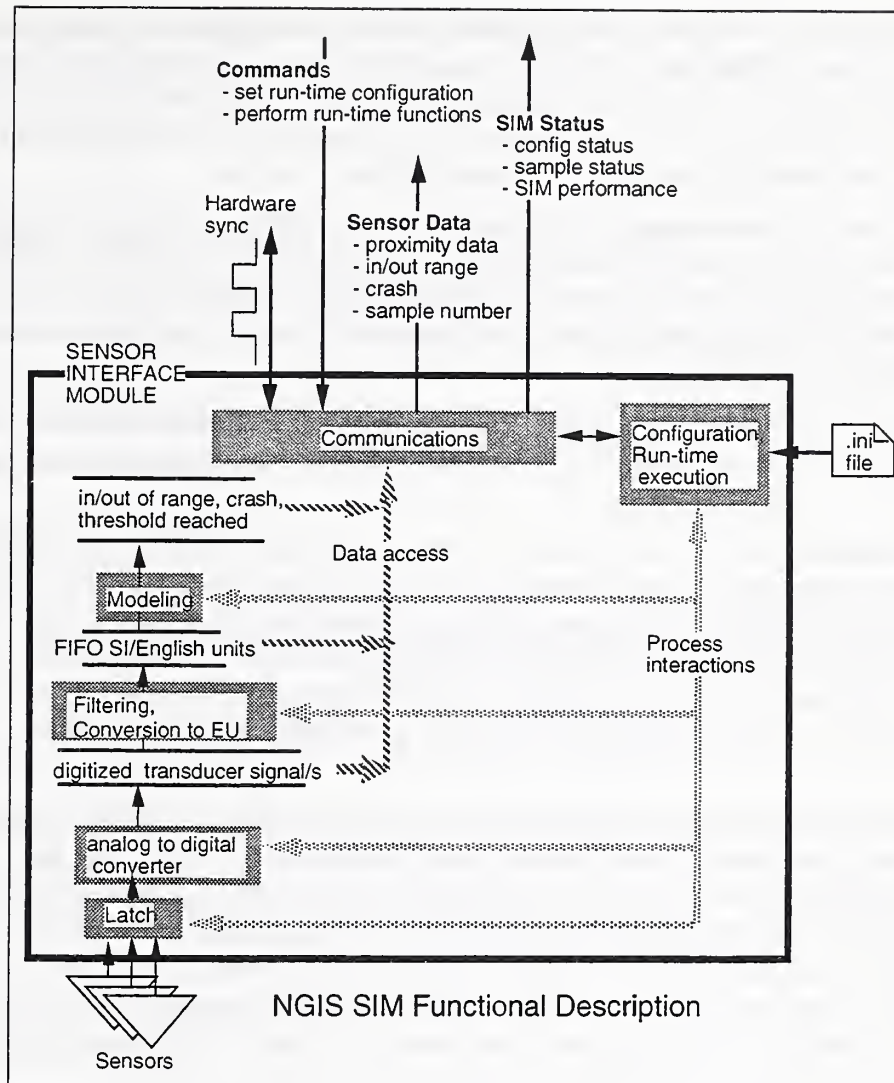 Commands
- set run-time configuration
- perform run-time functions
SIM Status
- config status
- sample status
- SIM performance
Hardware
sync
Sensor Data
- proximity data
- in/out range
- crash
- sample number
SENSOR
INTERFACE
MODULE
Communications
Configuration,
Run-time
execution
.ini
file
in/out of range, crash,
threshold reached
Data access
Modeling
FIFO SI/English units
Process
interactions
Filtering,
Conversion to EU
digitized transducer signal/s
analog to digital
converter
Latch
NGIS SIM Functional Description
Sensors